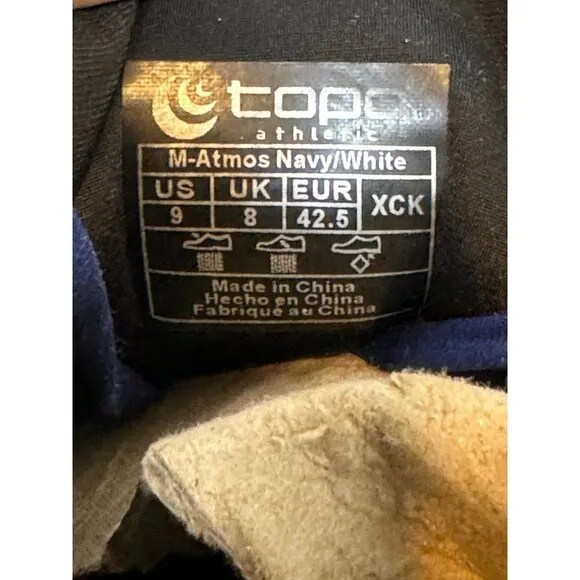 topo
athletic
M-Atmos Navy/White
US UK EUR XCK
9 8 42.5
Made in China
Hecho en China
Fabriqué au China